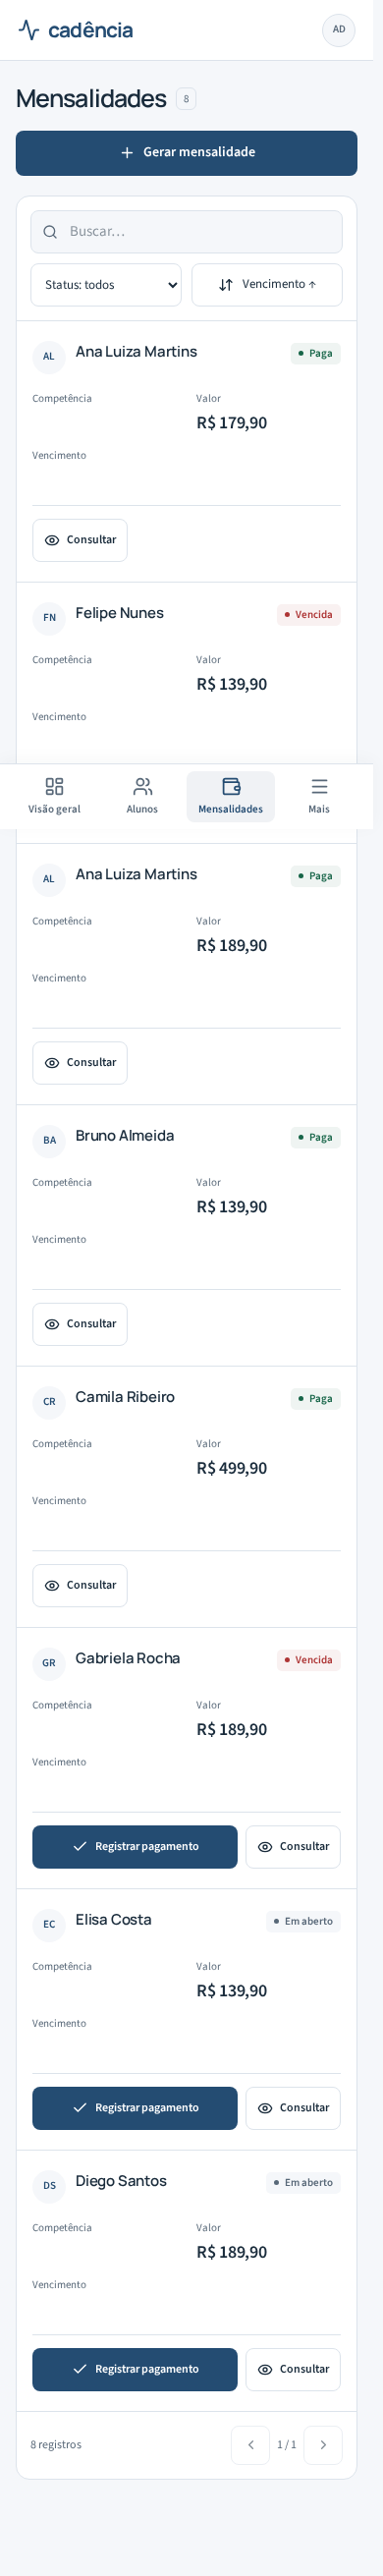 cadência
AD
Mensalidades 8
Gerar mensalidade
Buscar...
Status: todos Vencimento ↑
AL Ana Luiza Martins Paga
Competência Valor
R$ 179,90
Vencimento
Consultar
FN Felipe Nunes Vencida
Competência Valor
R$ 139,90
Vencimento
Visão geral Alunos Mensalidades Mais
AL Ana Luiza Martins Paga
Competência Valor
R$ 189,90
Vencimento
Consultar
BA Bruno Almeida Paga
Competência Valor
R$ 139,90
Vencimento
Consultar
CR Camila Ribeiro Paga
Competência Valor
R$ 499,90
Vencimento
Consultar
GR Gabriela Rocha Vencida
Competência Valor
R$ 189,90
Vencimento
Registrar pagamento Consultar
EC Elisa Costa Em aberto
Competência Valor
R$ 139,90
Vencimento
Registrar pagamento Consultar
DS Diego Santos Em aberto
Competência Valor
R$ 189,90
Vencimento
Registrar pagamento Consultar
8 registros 1 / 1